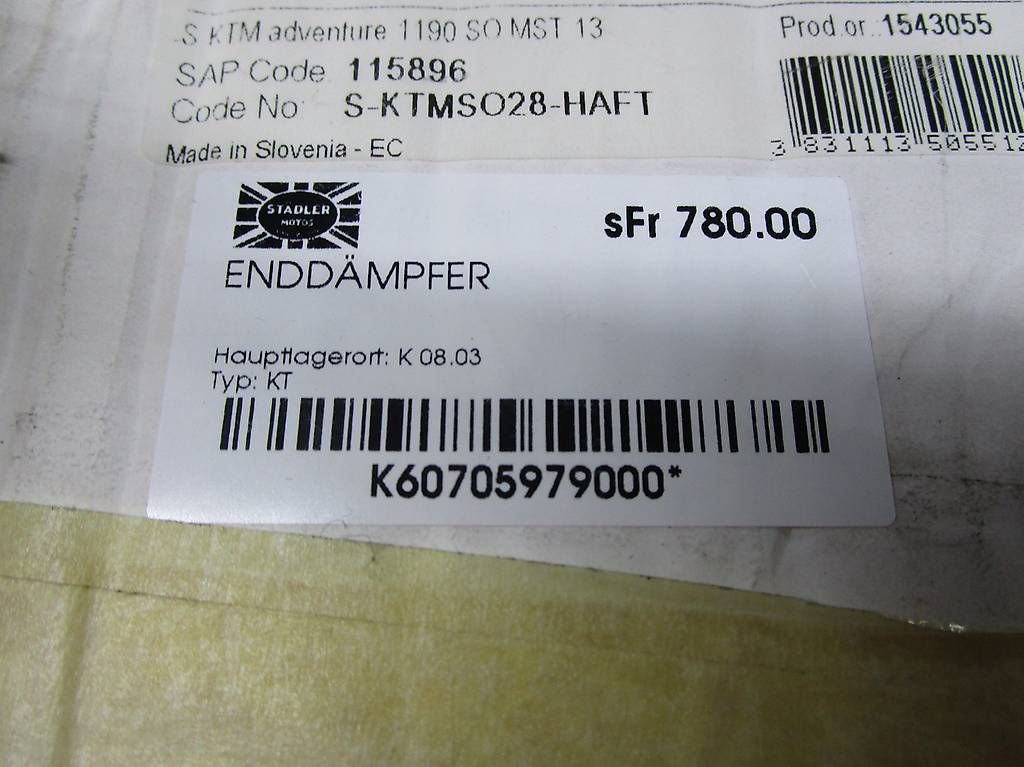 -S KTM adventure 1190 SO MST 13
Prod.or. 1543055
SAP Code 115896
Code No S-KTMSO28-HAFT
3 831113 505512
Made in Slovenia - EC
STADLER
MOTOS
sFr 780.00
ENDDÄMPFER
Hauptlagerort: K 08.03
Typ: KT
K60705979000*